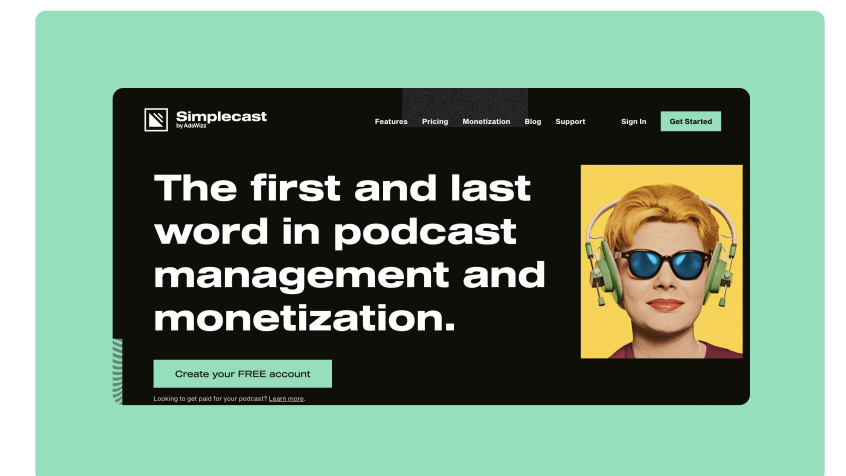 Simplecast
by AdsWizz
Features Pricing Monetization Blog Support Sign In Get Started
The first and last
word in podcast
management and
monetization.
Create your FREE account
Looking to get paid for your podcast? Learn more.